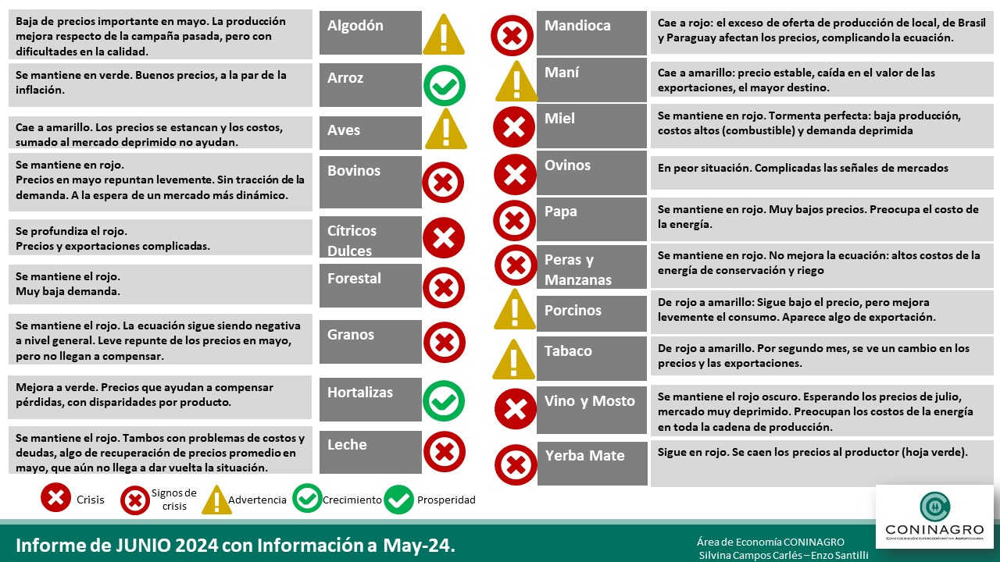 Baja de precios importante en mayo. La producción
mejora respecto de la campaña pasada, pero con
dificultades en la calidad.
Algodón
Se mantiene en verde. Buenos precios, a la par de la
inflación.
Arroz
Cae a amarillo. Los precios se estancan y los costos,
sumado al mercado deprimido no ayudan.
Aves
Se mantiene en rojo.
Precios en mayo repuntan levemente. Sin tracción de la
demanda. A la espera de un mercado más dinámico.
Bovinos
Se profundiza el rojo.
Precios y exportaciones complicadas.
Cítricos
Dulces
Se mantiene el rojo.
Muy baja demanda.
Forestal
Se mantiene el rojo. La ecuación sigue siendo negativa
a nivel general. Leve repunte de los precios en mayo,
pero no llegan a compensar.
Granos
Mejora a verde. Precios que ayudan a compensar
pérdidas, con disparidades por producto.
Hortalizas
Se mantiene el rojo. Tambos con problemas de costos y
deudas, algo de recuperación de precios promedio en
mayo, que aún no llega a dar vuelta la situación.
Leche
Mandioca
Cae a rojo: el exceso de oferta de producción de local, de Brasil
y Paraguay afectan los precios, complicando la ecuación.
Maní
Cae a amarillo: precio estable, caída en el valor de las
exportaciones, el mayor destino.
Miel
Se mantiene en rojo. Tormenta perfecta: baja producción,
costos altos (combustible) y demanda deprimida
Ovinos
En peor situación. Complicadas las señales de mercados
Papa
Se mantiene en rojo. Muy bajos precios. Preocupa el costo de
la energía.
Peras y
Manzanas
Se mantiene en rojo. No mejora la ecuación: altos costos de la
energía de conservación y riego
Porcinos
De rojo a amarillo: Sigue bajo el precio, pero mejora
levemente el consumo. Aparece algo de exportación.
Tabaco
De rojo a amarillo. Por segundo mes, se ve un cambio en los
precios y las exportaciones.
Vino y Mosto
Se mantiene el rojo oscuro. Esperando los precios de julio,
mercado muy deprimido. Preocupan los costos de la energía
en toda la cadena de producción.
Yerba Mate
Sigue en rojo. Se caen los precios al productor (hoja verde).
Crisis
Signos de
crisis
Advertencia
Crecimiento
Prosperidad
CONINAGRO
CONFEDERACIÓN INTERCOOPERATIVA AGROPECUARIA
Informe de JUNIO 2024 con Información a May-24.
Área de Economía CONINAGRO
Silvina Campos Carlés – Enzo Santilli